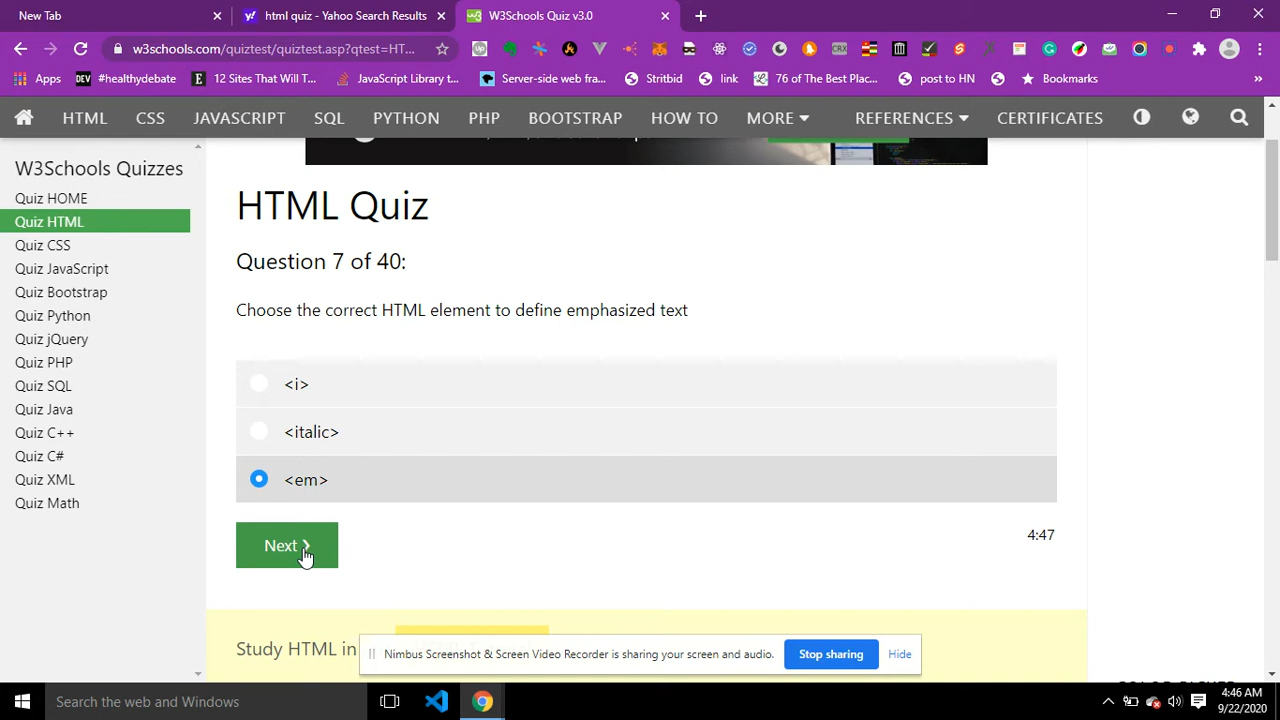 New Tab
html quiz - Yahoo Search Results
W3Schools Quiz v3.0
w3schools.com/quiztest/quiztest.asp?qtest=HT...
Apps
DEV
#healthydebate
12 Sites That Will T...
JavaScript Library t...
Server-side web fra...
Stritbid
link
76 of The Best Plac...
post to HN
Bookmarks
HTML CSS JAVASCRIPT SQL PYTHON PHP BOOTSTRAP HOW TO MORE REFERENCES CERTIFICATES
W3Schools Quizzes
Quiz HOME
Quiz HTML
Quiz CSS
Quiz JavaScript
Quiz Bootstrap
Quiz Python
Quiz jQuery
Quiz PHP
Quiz SQL
Quiz Java
Quiz C++
Quiz C#
Quiz XML
Quiz Math
HTML Quiz
Question 7 of 40:
Choose the correct HTML element to define emphasized text
<i>
<italic>
<em>
Next ❯
4:47
Study HTML in
Nimbus Screenshot & Screen Video Recorder is sharing your screen and audio.
Stop sharing
Hide
Search the web and Windows
4:46 AM
9/22/2020